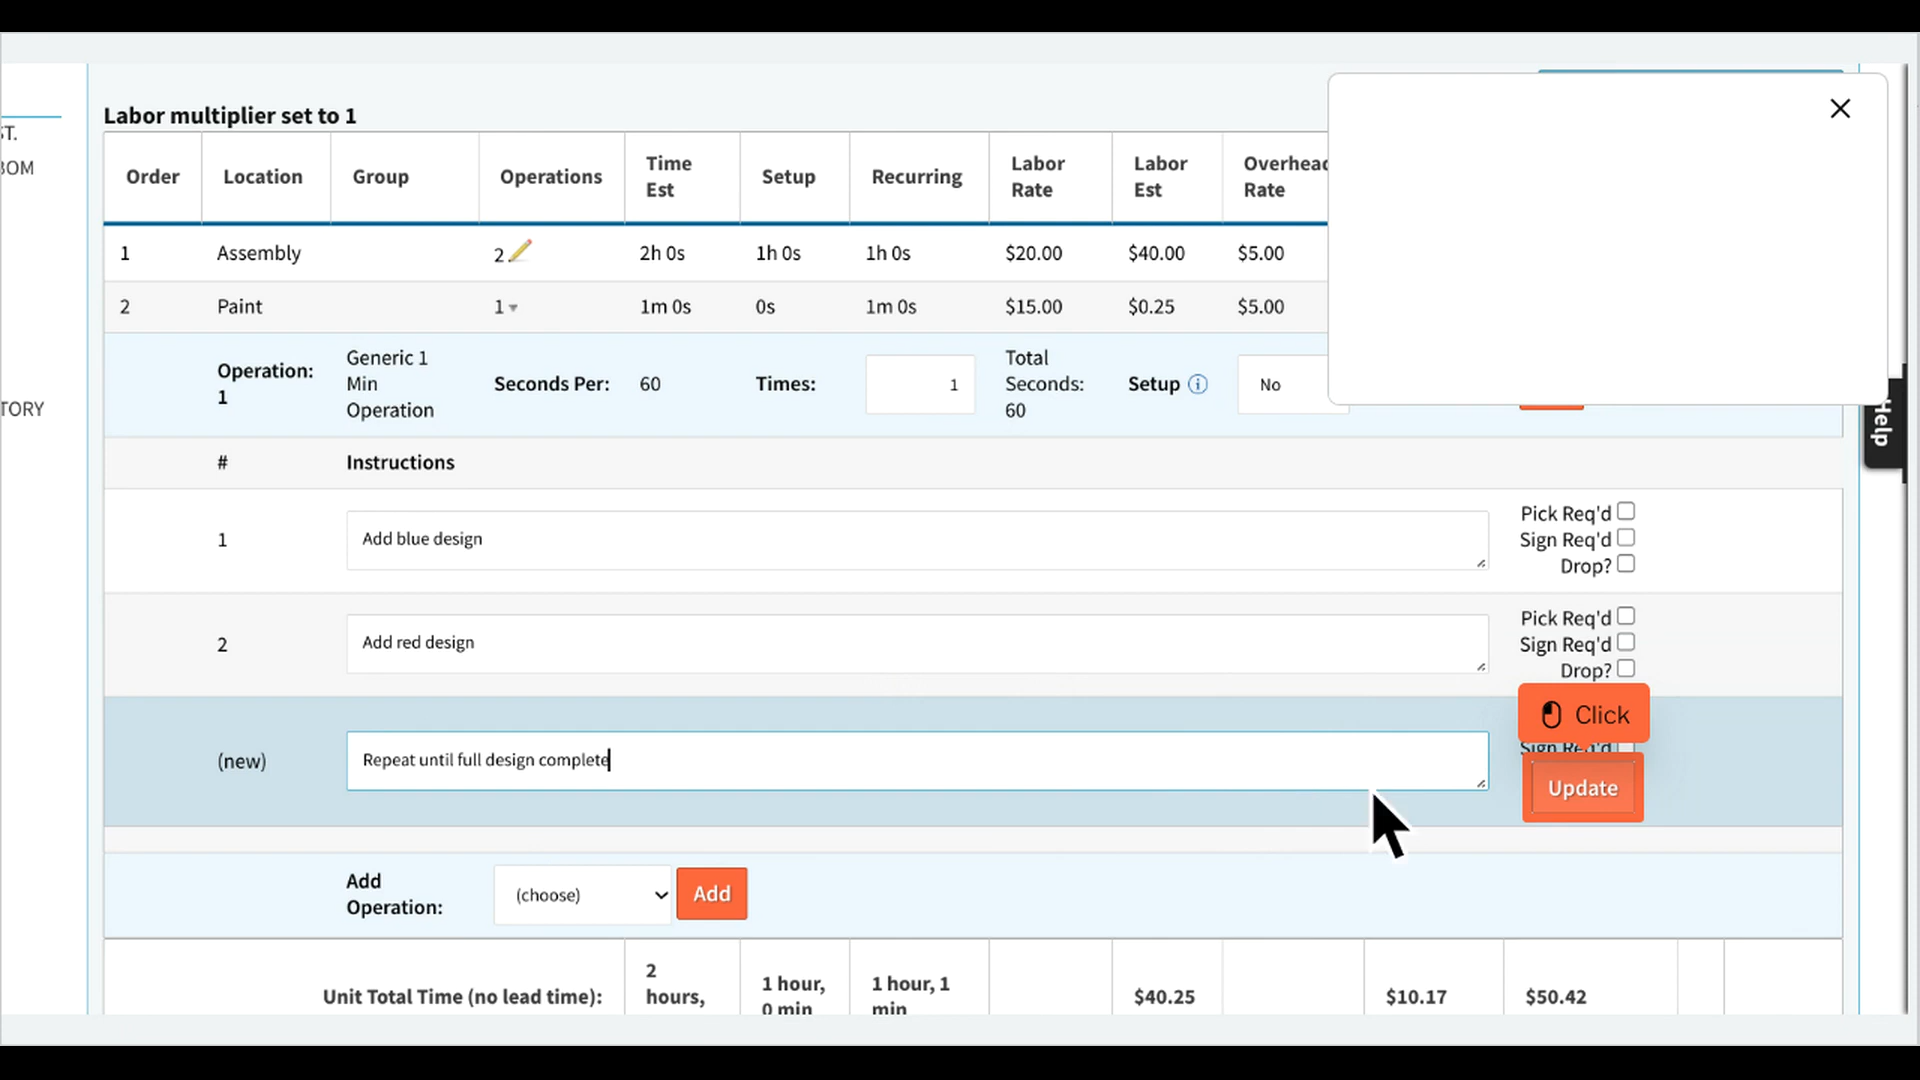 Labor multiplier set to 1
ST.
BOM
TORY
Order Location Group Operations Time Est Setup Recurring Labor Rate Labor Est Overhead Rate
1 Assembly 2 2h 0s 1h 0s 1h 0s $20.00 $40.00 $5.00
2 Paint 1 1m 0s 0s 1m 0s $15.00 $0.25 $5.00
Operation: 1 Generic 1 Min Operation Seconds Per: 60 Times: 1 Total Seconds: 60 Setup No
Help
# Instructions
1 Add blue design Pick Req'd
Sign Req'd
Drop?
2 Add red design Pick Req'd
Sign Req'd
Drop?
Click
Sign Req'd
(new) Repeat until full design complete
Update
Add Operation: (choose) Add
Unit Total Time (no lead time): 2 hours, 1 hour, 0 min 1 hour, 1 min $40.25 $10.17 $50.42